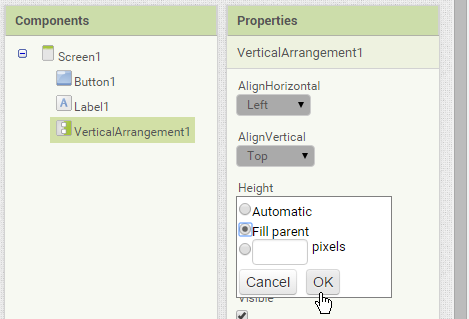 Components
Screen1
Button1
A Label1
VerticalArrangement1
Properties
VerticalArrangement1
AlignHorizontal
Left
AlignVertical
Top
Height
Automatic
Fill parent
pixels
Cancel OK
Visible